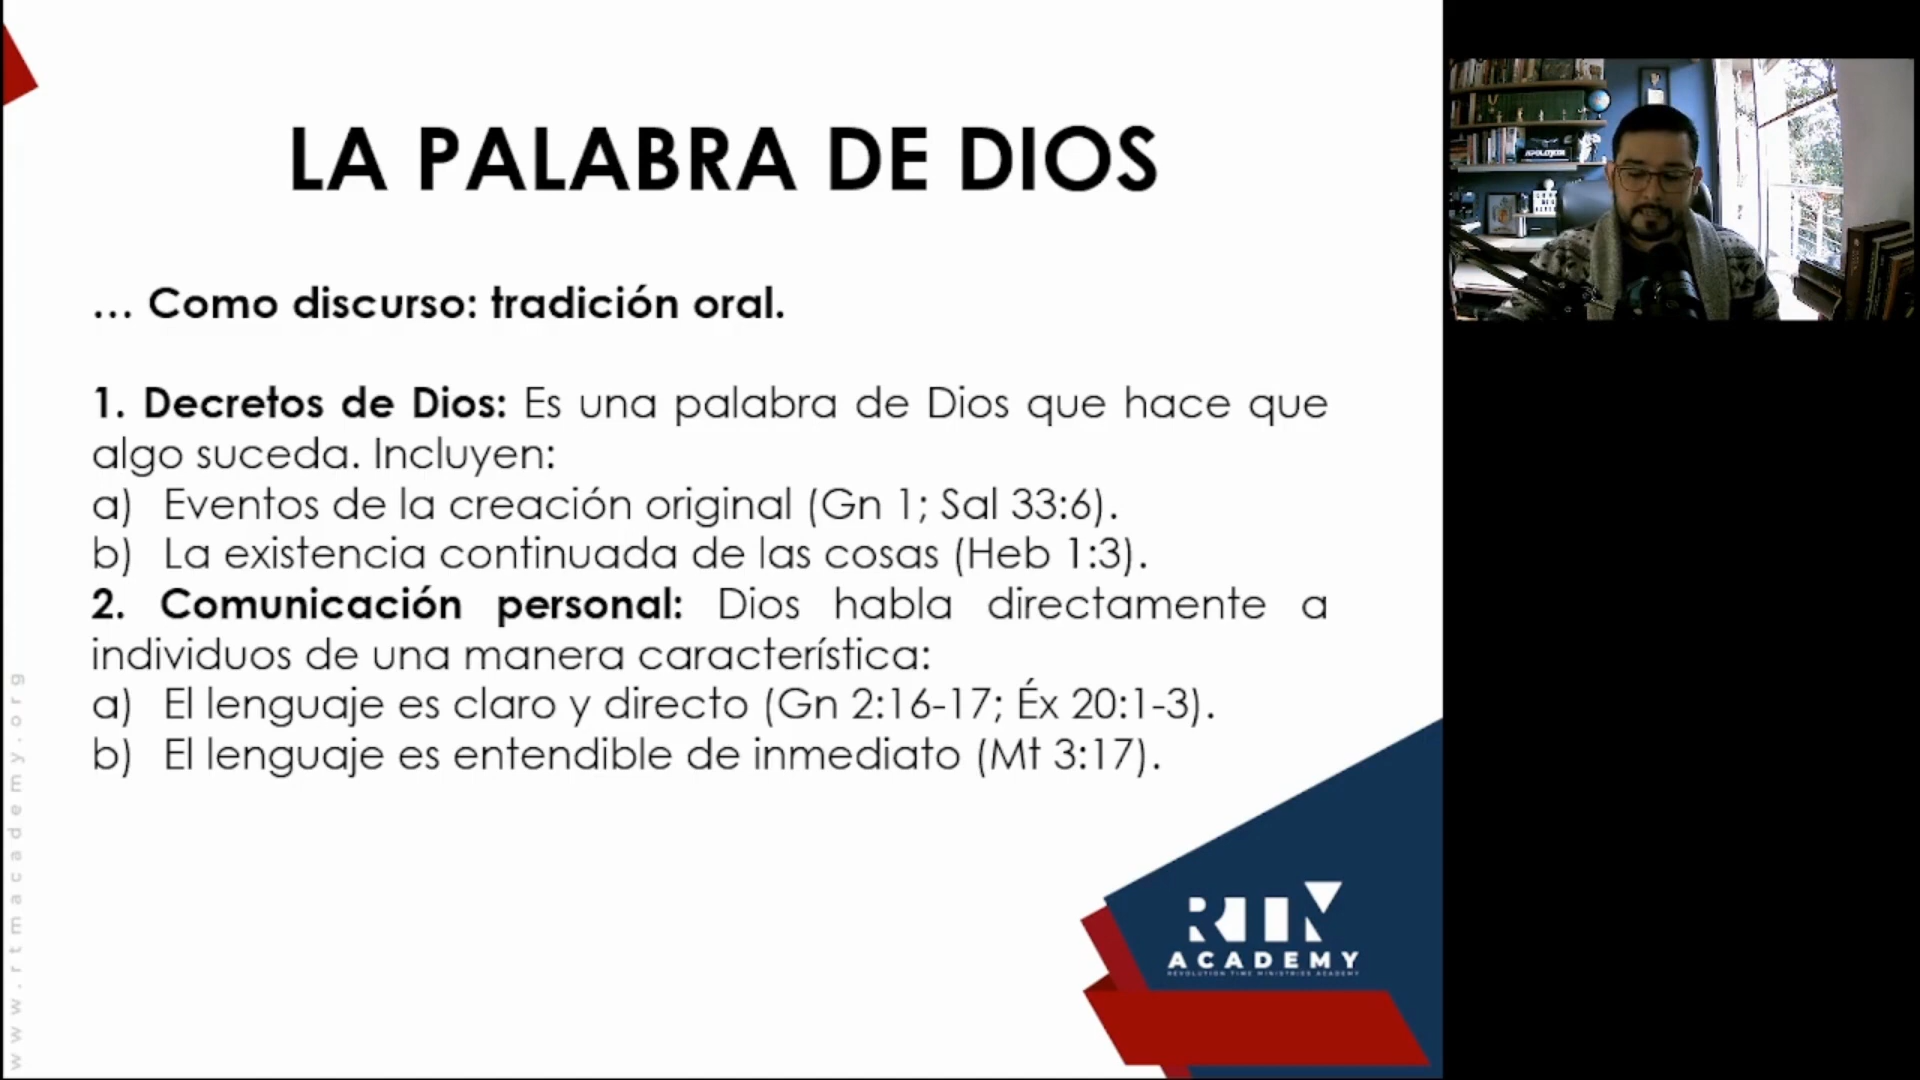 LA PALABRA DE DIOS
... Como discurso: tradición oral.
1. Decretos de Dios: Es una palabra de Dios que hace que
algo suceda. Incluyen:
a) Eventos de la creación original (Gn 1; Sal 33:6).
b) La existencia continuada de las cosas (Heb 1:3).
2. Comunicación personal: Dios habla directamente a
individuos de una manera característica:
a) El lenguaje es claro y directo (Gn 2:16-17; Éx 20:1-3).
b) El lenguaje es entendible de inmediato (Mt 3:17).
www.rtmacademy.org
RTM
ACADEMY
REVOLUTION TIME MINISTRIES ACADEMY